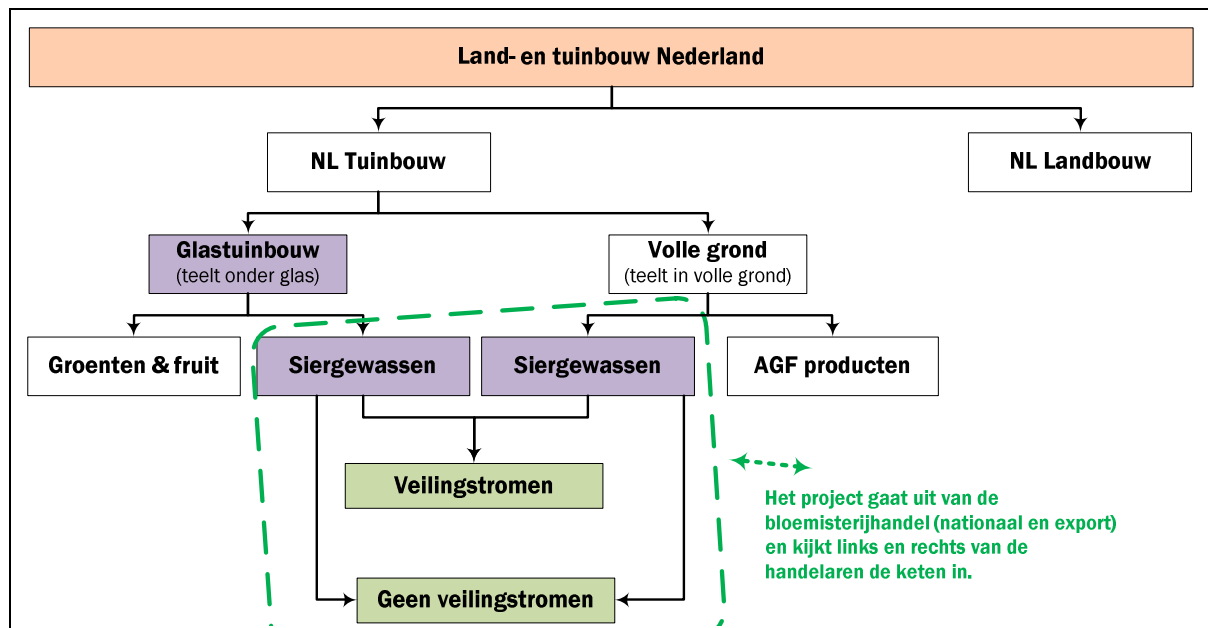 Land- en tuinbouw Nederland
NL Tuinbouw
NL Landbouw
Glastuinbouw
(teelt onder glas)
Volle grond
(teelt in volle grond)
Groenten & fruit
Siergewassen
Siergewassen
AGF producten
Veilingstromen
Het project gaat uit van de
bloemisterijhandel (nationaal en export)
en kijkt links en rechts van de
handelaren de keten in.
Geen veilingstromen